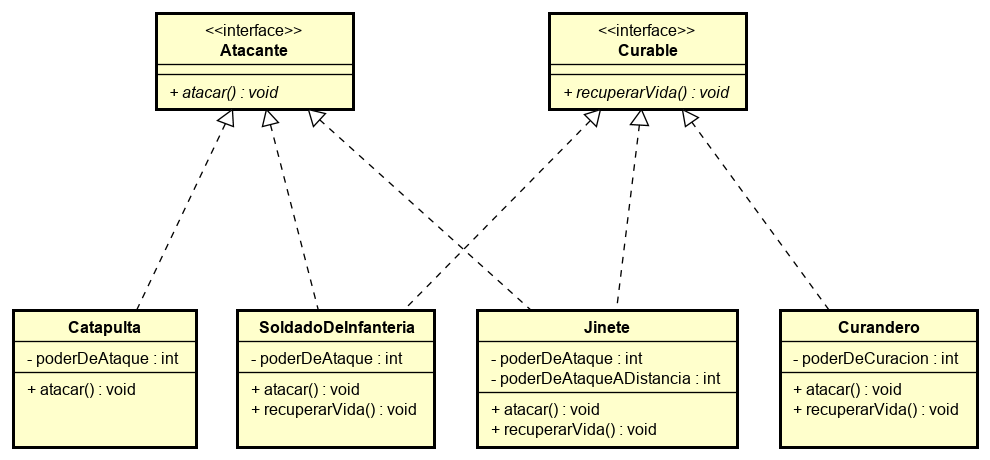 <<interface>>
Atacante
+ atacar() : void
<<interface>>
Curable
+ recuperarVida() : void
Catapulta
- poderDeAtaque : int
+ atacar() : void
SoldadoDeInfanteria
- poderDeAtaque : int
+ atacar() : void
+ recuperarVida() : void
Jinete
- poderDeAtaque : int
- poderDeAtaqueADistancia : int
+ atacar() : void
+ recuperarVida() : void
Curandero
- poderDeCuracion : int
+ atacar() : void
+ recuperarVida() : void